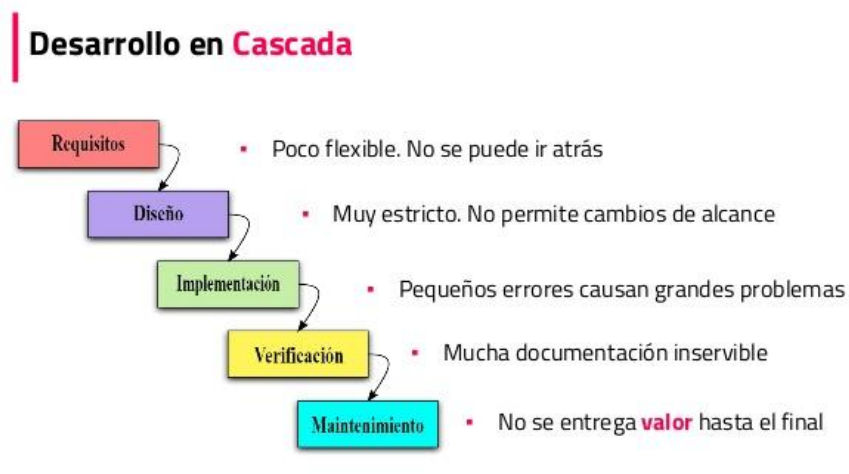 Desarrollo en Cascada
Requisitos
▪ Poco flexible. No se puede ir atrás
Diseño
▪ Muy estricto. No permite cambios de alcance
Implementación
▪ Pequeños errores causan grandes problemas
Verificación
▪ Mucha documentación inservible
Maintenimiento
▪ No se entrega valor hasta el final